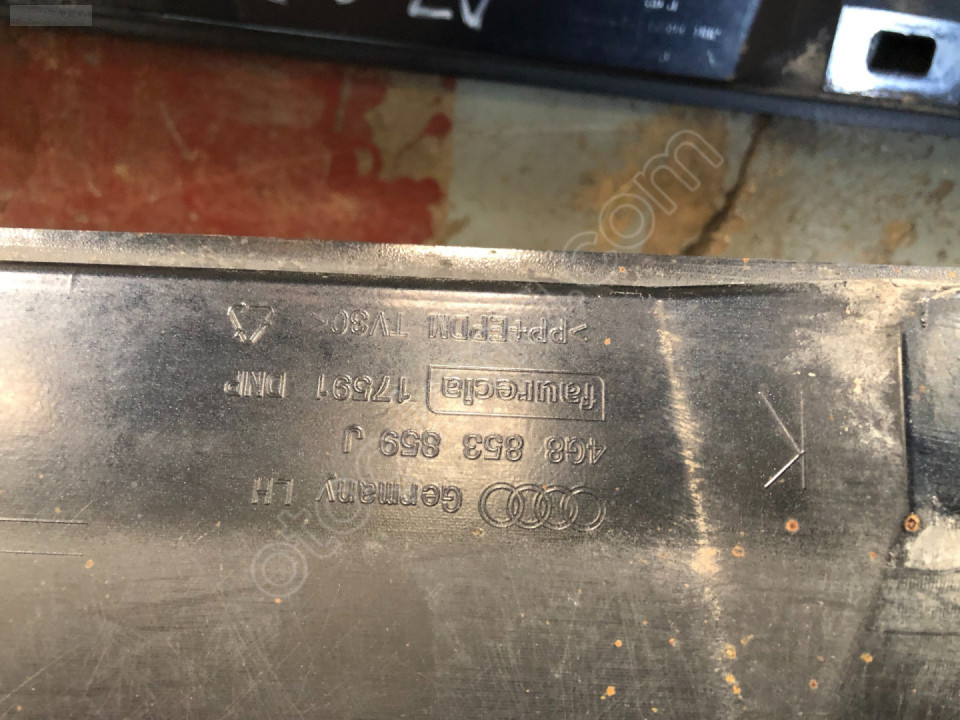 Germany LH
4G8 853 859 J
faurecia 17591 DNP
>PP+EPDM TV30<